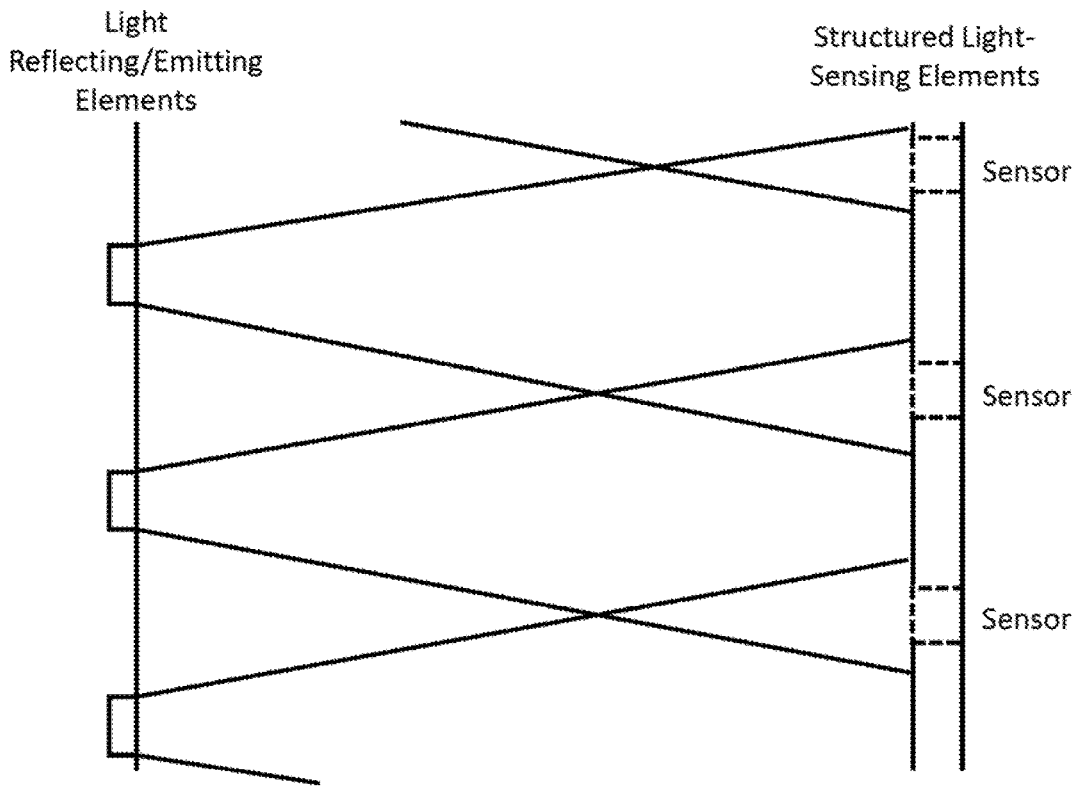 Light
Reflecting/Emitting
Elements
Structured Light-
Sensing Elements
Sensor
Sensor
Sensor